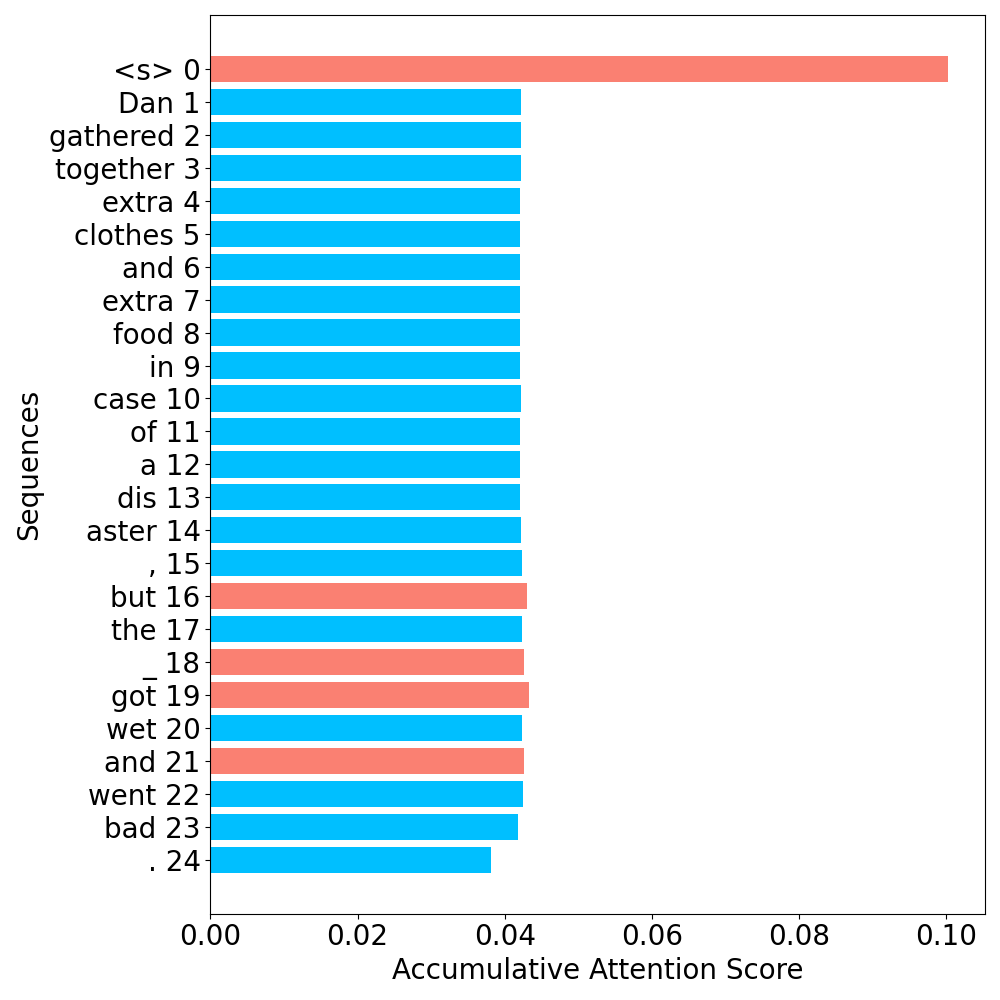 <s> 0
Dan 1
gathered 2
together 3
extra 4
clothes 5
and 6
extra 7
food 8
in 9
case 10
of 11
a 12
dis 13
aster 14
, 15
but 16
the 17
_ 18
got 19
wet 20
and 21
went 22
bad 23
. 24
Sequences
0.00 0.02 0.04 0.06 0.08 0.10
Accumulative Attention Score